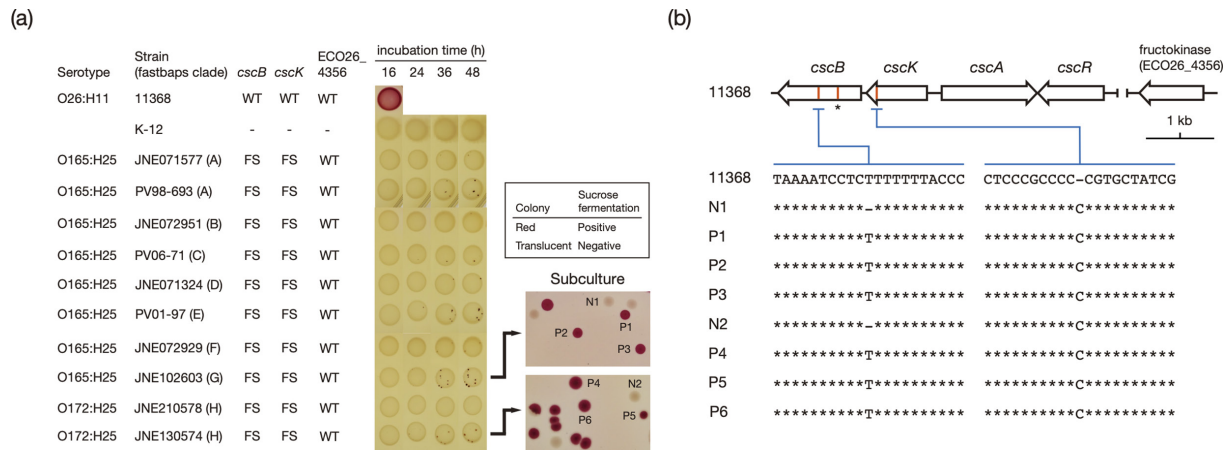 (a)
Serotype Strain (fastbaps clade) cscB cscK ECO26_4356 incubation time (h)
16 24 36 48
O26:H11 11368 WT WT WT
K-12 - - -
O165:H25 JNE071577 (A) FS FS WT
O165:H25 PV98-693 (A) FS FS WT
O165:H25 JNE072951 (B) FS FS WT
O165:H25 PV06-71 (C) FS FS WT
O165:H25 JNE071324 (D) FS FS WT
O165:H25 PV01-97 (E) FS FS WT
O165:H25 JNE072929 (F) FS FS WT
O165:H25 JNE102603 (G) FS FS WT
O172:H25 JNE210578 (H) FS FS WT
O172:H25 JNE130574 (H) FS FS WT
Colony Sucrose fermentation
Red Positive
Translucent Negative
Subculture
N1
P1
P2
P3
P4 N2
P6 P5
(b)
cscB cscK cscA cscR fructokinase (ECO26_4356)
11368
*
1 kb
11368 TAAAATCCTCTTTTTTTACCC CTCCCGCCCC-CGTGCTATCG
N1 **********-********** **********C*********
P1 **********T********** **********C*********
P2 **********T********** **********C*********
P3 **********T********** **********C*********
N2 **********-********** **********C*********
P4 **********T********** **********C*********
P5 **********T********** **********C*********
P6 **********T********** **********C*********